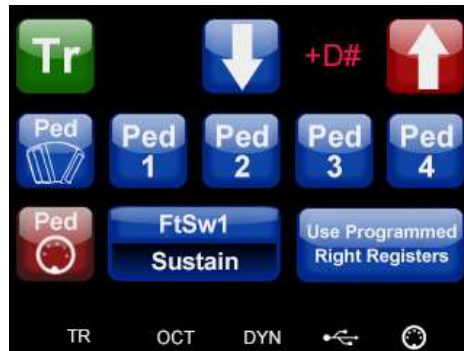 Tr
+D#
Ped
Ped
1
Ped
2
Ped
3
Ped
4
Ped
FtSw1
Sustain
Use Programmed
Right Registers
TR OCT DYN